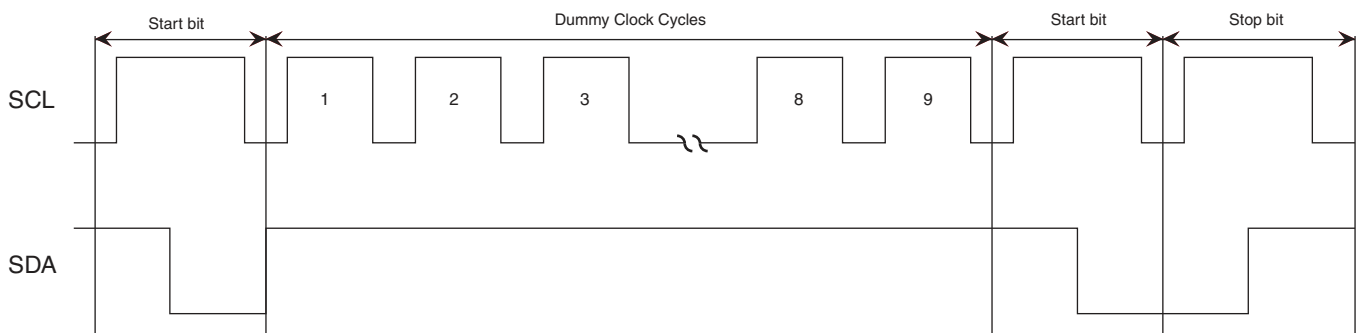 Start bit Dummy Clock Cycles Start bit Stop bit
SCL 1 2 3 8 9
SDA